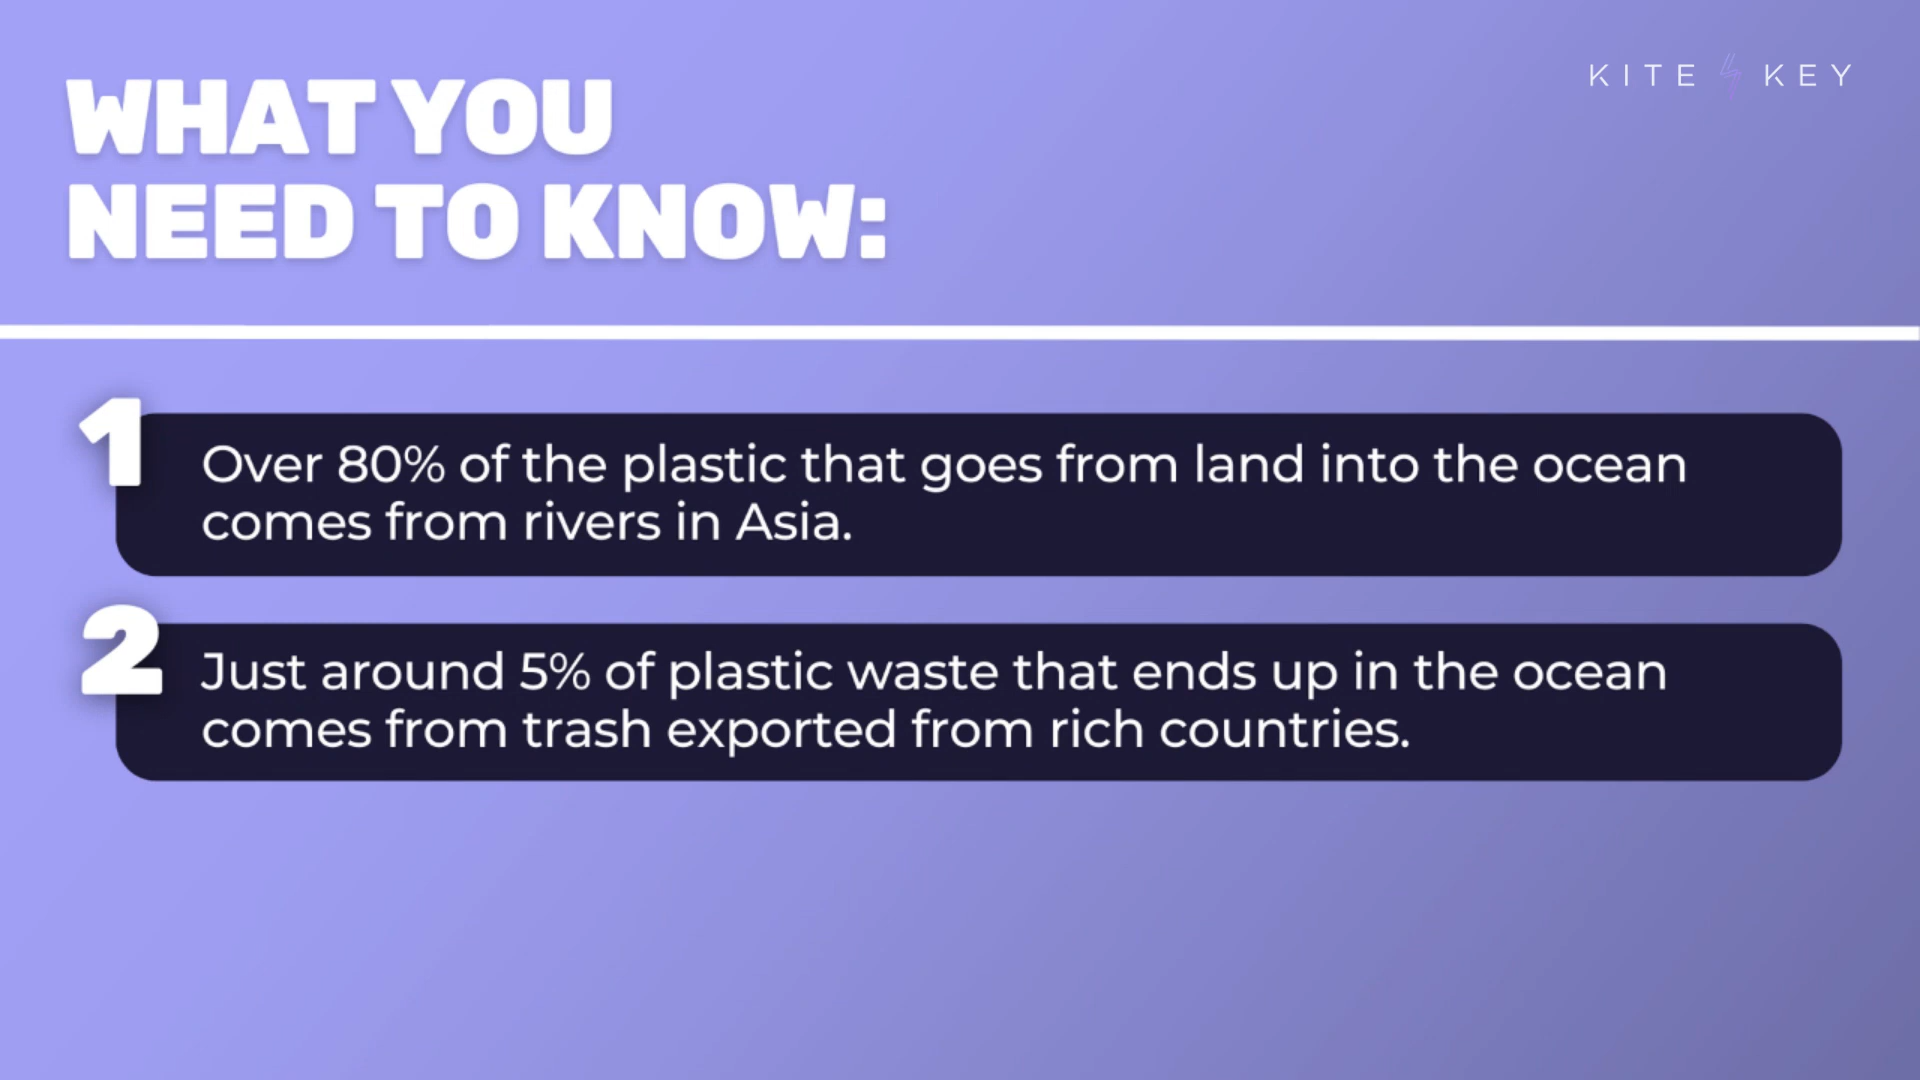 WHAT YOU
NEED TO KNOW:
KITE KEY
1
Over 80% of the plastic that goes from land into the ocean
comes from rivers in Asia.
2
Just around 5% of plastic waste that ends up in the ocean
comes from trash exported from rich countries.